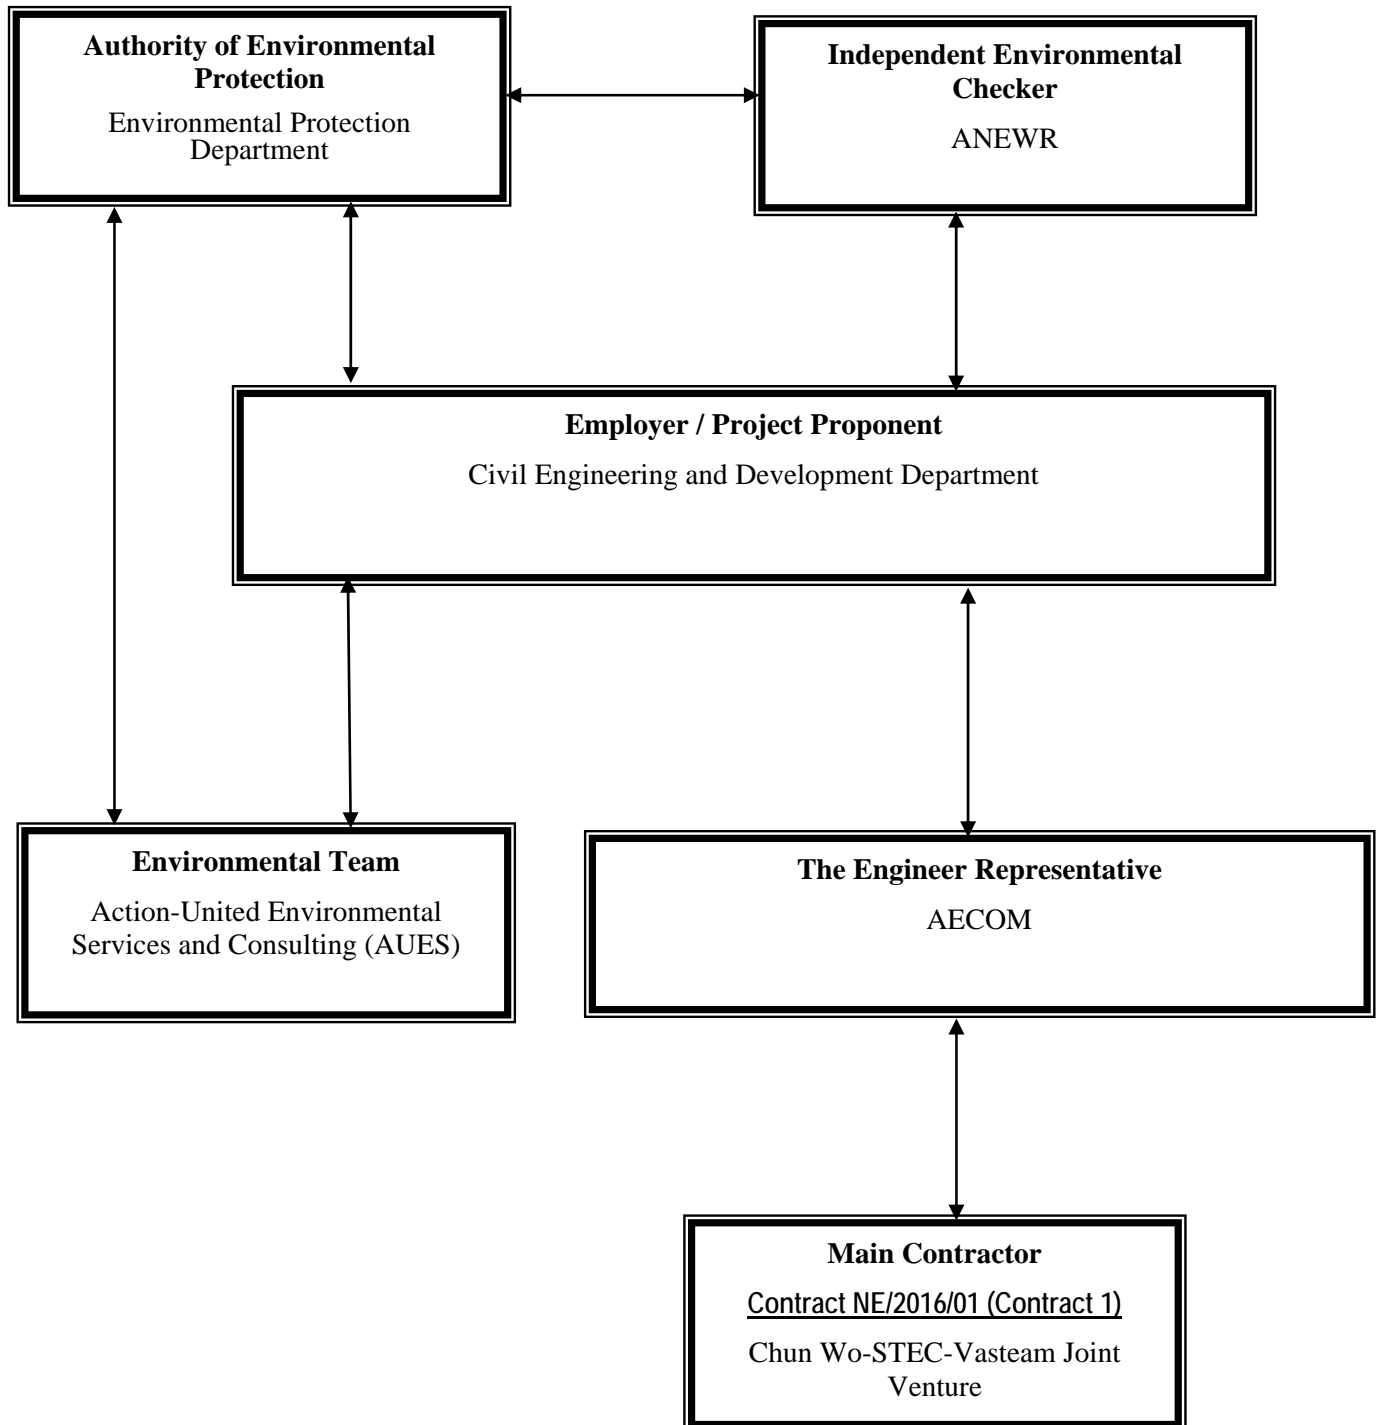 Authority of Environmental
Protection
Environmental Protection
Department
Independent Environmental
Checker
ANEWR
Employer / Project Proponent
Civil Engineering and Development Department
Environmental Team
Action-United Environmental
Services and Consulting (AUES)
The Engineer Representative
AECOM
Main Contractor
Contract NE/2016/01 (Contract 1)
Chun Wo-STEC-Vasteam Joint
Venture